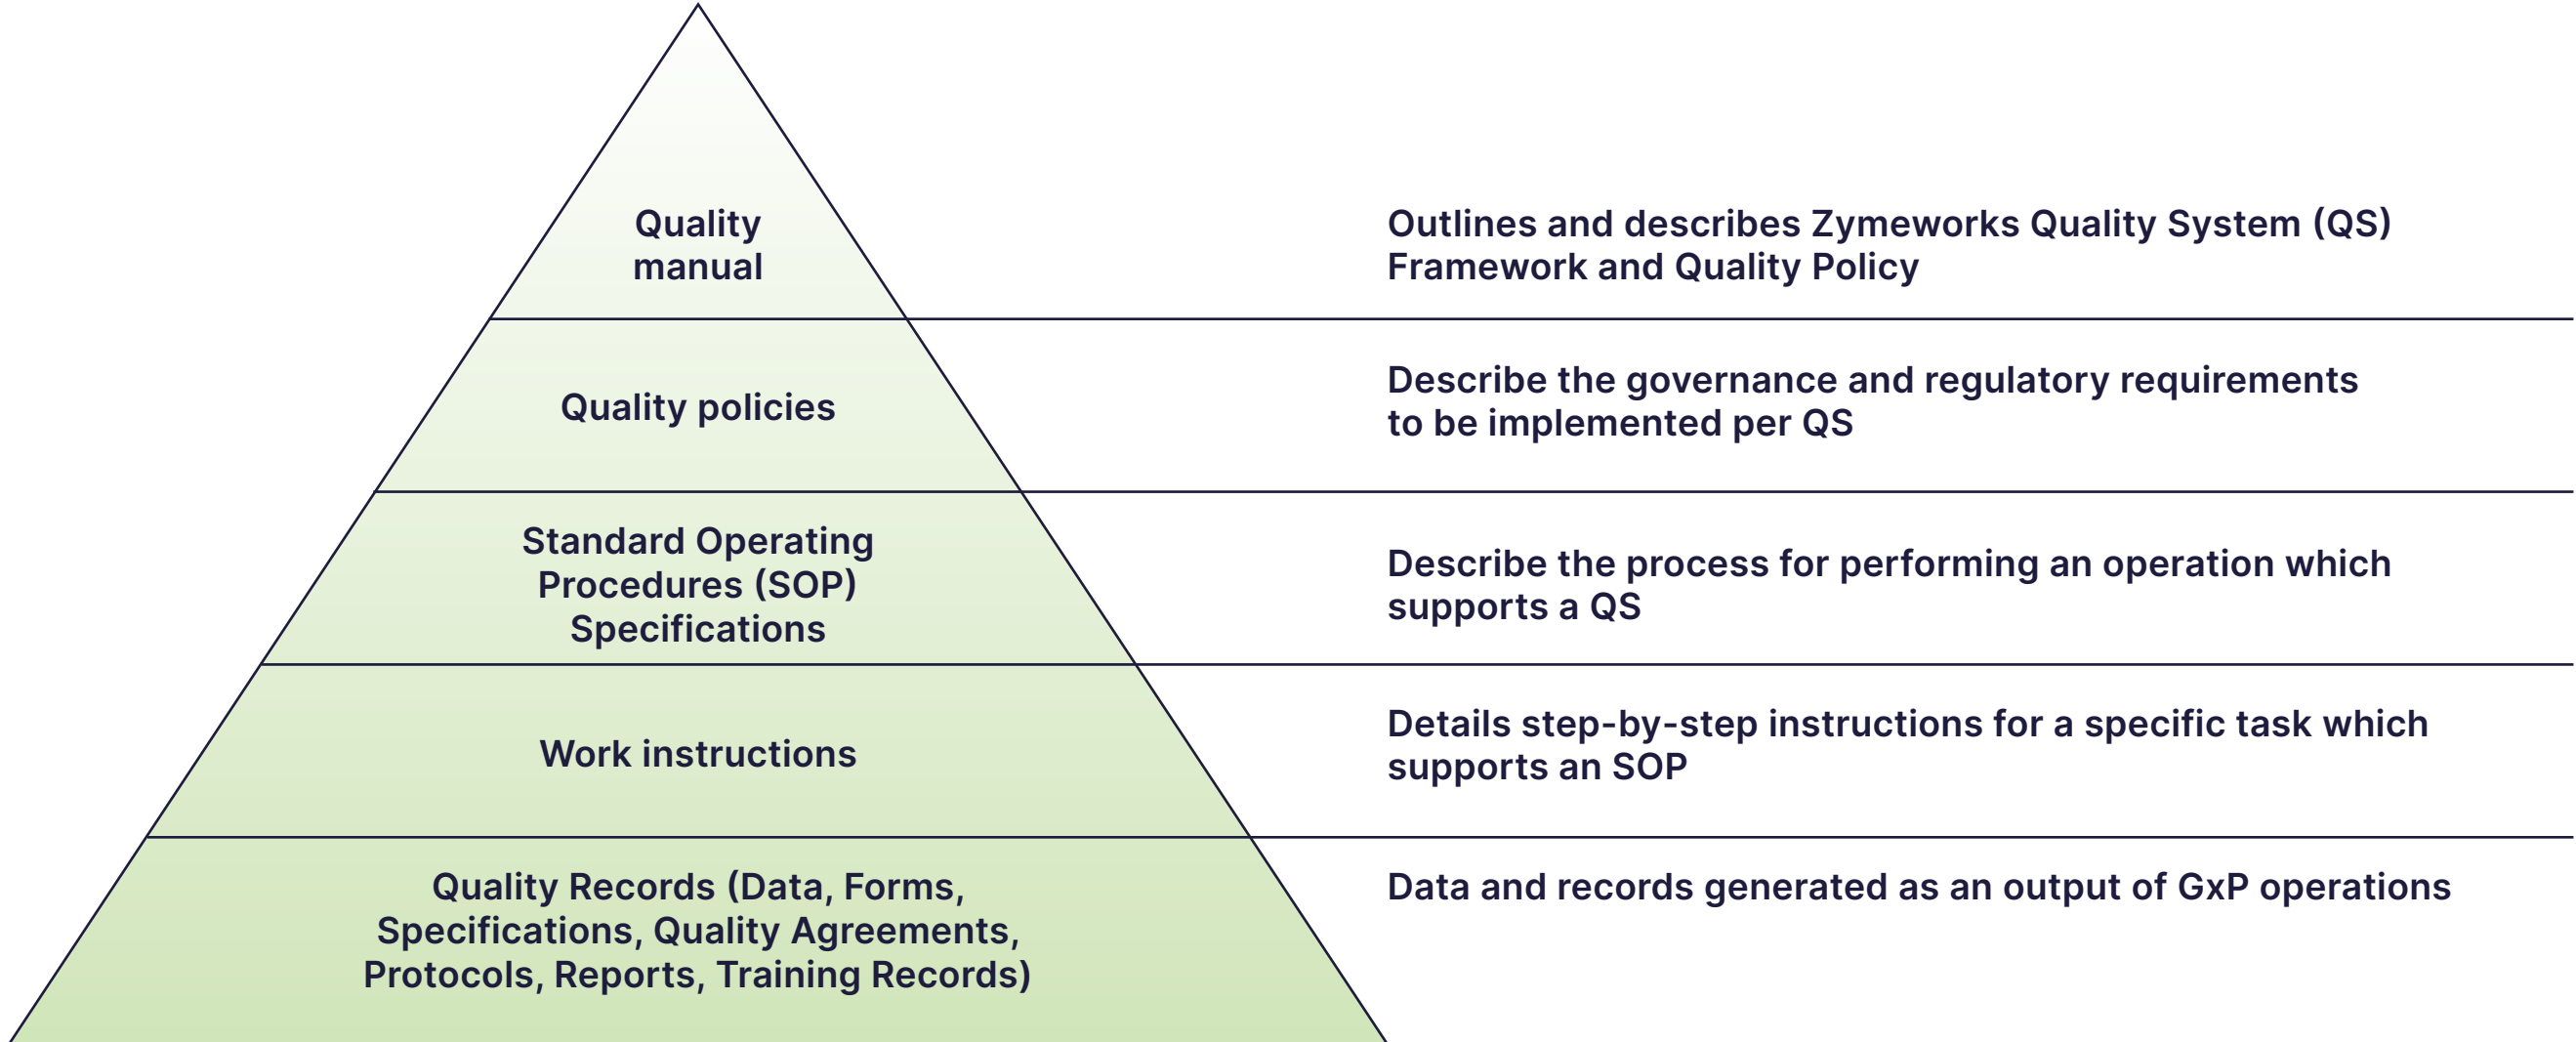 Quality
manual
Outlines and describes Zymeworks Quality System (QS)
Framework and Quality Policy
Quality policies
Describe the governance and regulatory requirements
to be implemented per QS
Standard Operating
Procedures (SOP)
Specifications
Describe the process for performing an operation which
supports a QS
Work instructions
Details step-by-step instructions for a specific task which
supports an SOP
Quality Records (Data, Forms,
Specifications, Quality Agreements,
Protocols, Reports, Training Records)
Data and records generated as an output of GxP operations